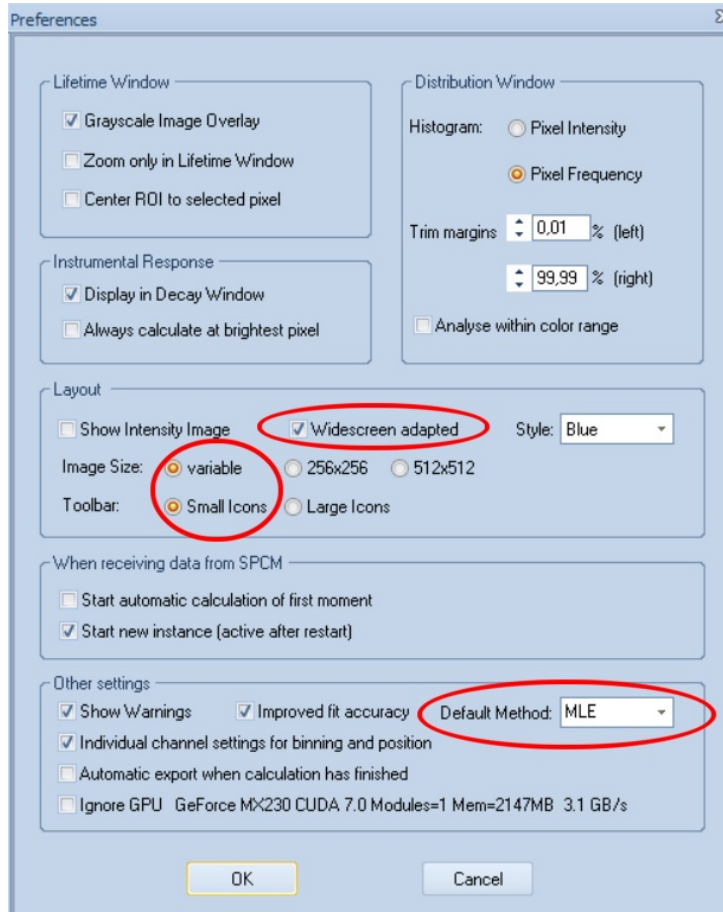 Preferences
Lifetime Window
Grayscale Image Overlay
Zoom only in Lifetime Window
Center ROI to selected pixel
Distribution Window
Histogram: Pixel Intensity
Pixel Frequency
Trim margins 0,01 % (left)
99,99 % (right)
Analyse within color range
Instrumental Response
Display in Decay Window
Always calculate at brightest pixel
Layout
Show Intensity Image Widescreen adapted Style: Blue
Image Size: variable 256x256 512x512
Toolbar: Small Icons Large Icons
When receiving data from SPCM
Start automatic calculation of first moment
Start new instance (active after restart)
Other settings
Show Warnings Improved fit accuracy Default Method: MLE
Individual channel settings for binning and position
Automatic export when calculation has finished
Ignore GPU GeForce MX230 CUDA 7.0 Modules=1 Mem=2147MB 3.1 GB/s
OK Cancel